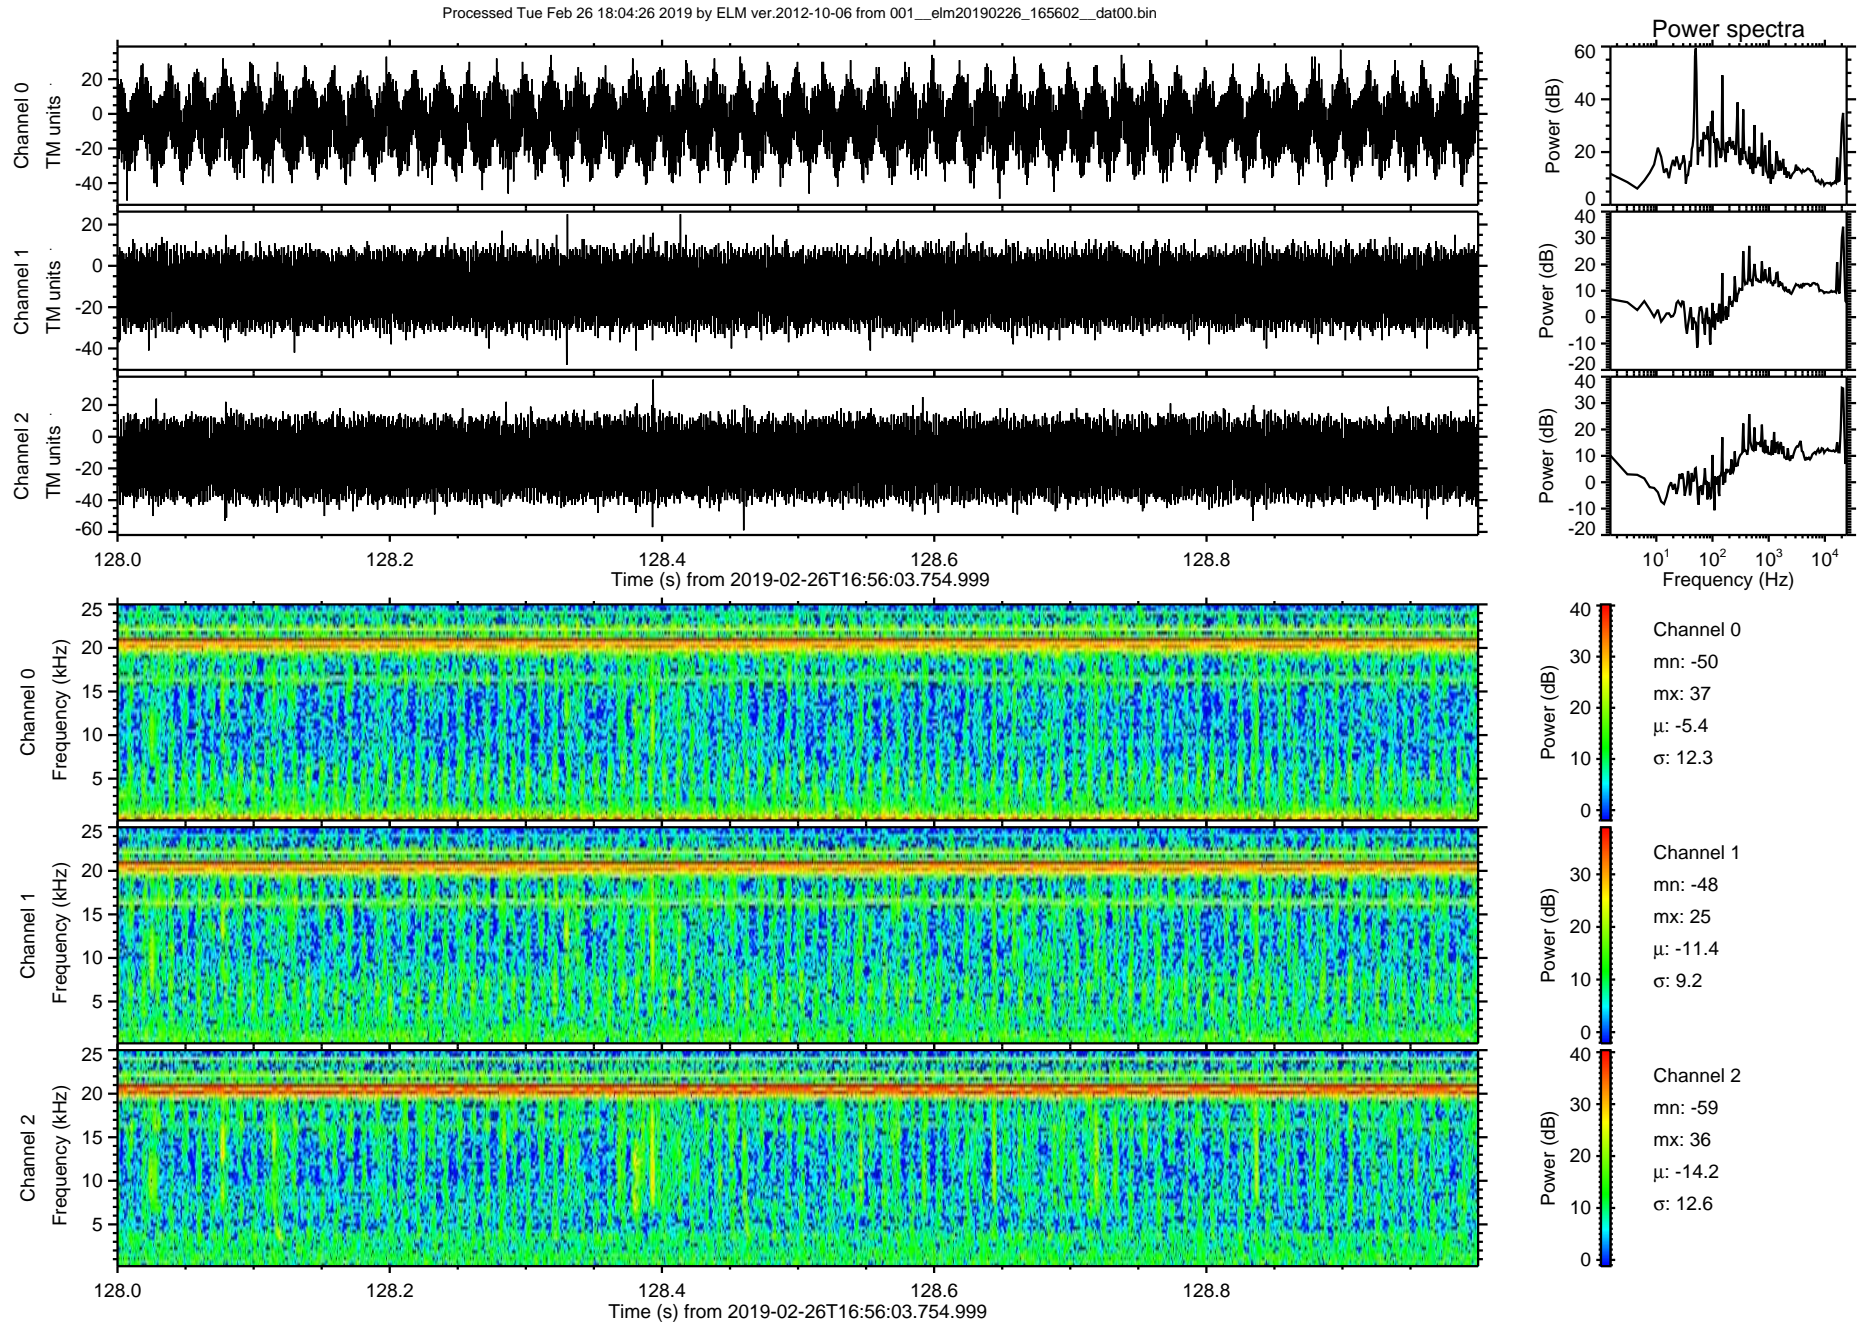 Processed Tue Feb 26 18:04:26 2019 by ELM ver.2012-10-06 from 001__elm20190226_165602__dat00.bin
Power spectra
Channel 0
TM units
20
0
-20
-40
Power (dB)
60
40
20
0
Channel 1
TM units
20
0
-20
-40
Power (dB)
40
30
20
10
0
-10
-20
Channel 2
TM units
20
0
-20
-40
-60
Power (dB)
40
30
20
10
0
-10
-20
128.0 128.2 128.4 128.6 128.8
Time (s) from 2019-02-26T16:56:03.754.999
10¹ 10² 10³ 10⁴
Frequency (Hz)
Channel 0
Frequency (kHz)
25
20
15
10
5
Power (dB)
40
30
20
10
0
Channel 0
mn: -50
mx: 37
µ: -5.4
σ: 12.3
Channel 1
Frequency (kHz)
25
20
15
10
5
Power (dB)
30
20
10
0
Channel 1
mn: -48
mx: 25
µ: -11.4
σ: 9.2
Channel 2
Frequency (kHz)
25
20
15
10
5
Power (dB)
40
30
20
10
0
Channel 2
mn: -59
mx: 36
µ: -14.2
σ: 12.6
128.0 128.2 128.4 128.6 128.8
Time (s) from 2019-02-26T16:56:03.754.999